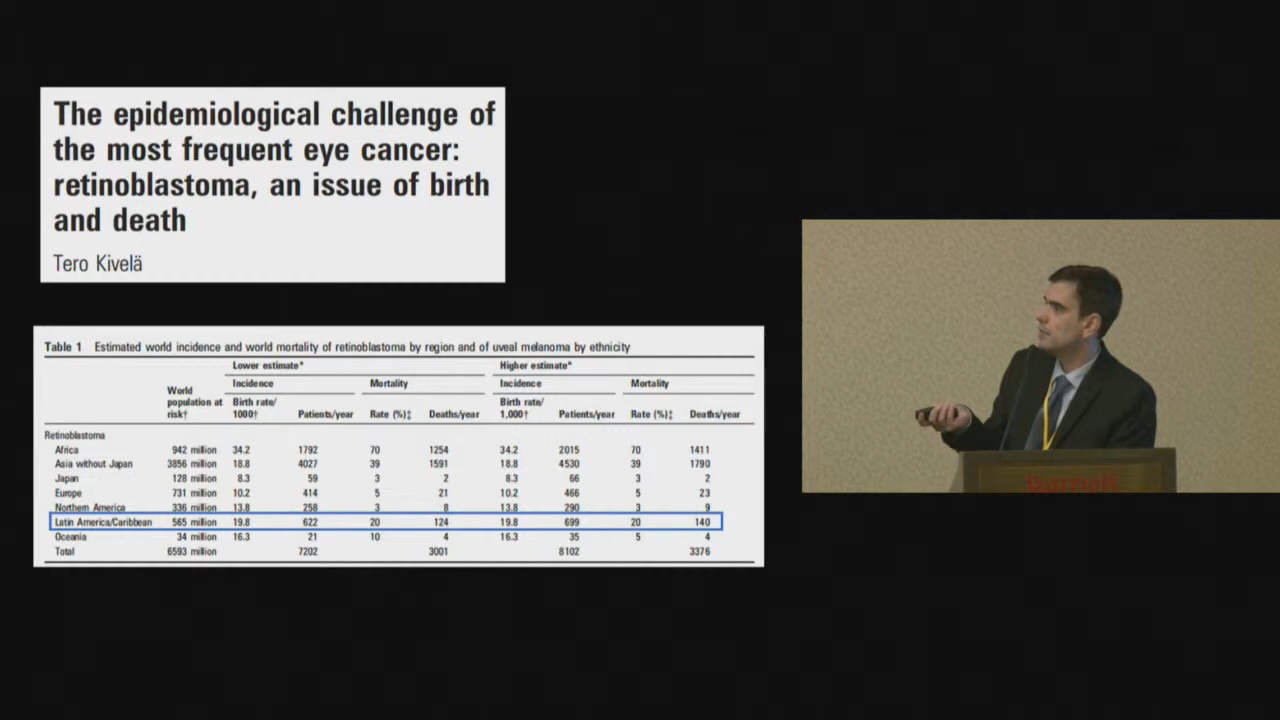 The epidemiological challenge of
the most frequent eye cancer:
retinoblastoma, an issue of birth
and death
Tero Kivelä
Table 1 Estimated world incidence and world mortality of retinoblastoma by region and of uveal melanoma by ethnicity
Lower estimate* Higher estimate*
Incidence Mortality Incidence Mortality
World population at risk† Birth rate/ 1000† Patients/year Rate (%)‡ Deaths/year Birth rate/ 1,000† Patients/year Rate (%)‡ Deaths/year
Retinoblastoma
Africa 942 million 34.2 1792 70 1254 34.2 2015 70 1411
Asia without Japan 3856 million 18.8 4027 39 1591 18.8 4530 39 1790
Japan 128 million 8.3 59 3 2 8.3 66 3 2
Europe 731 million 10.2 414 5 21 10.2 466 5 23
Northern America 336 million 13.8 258 3 8 13.8 290 3 9
Latin America/Caribbean 565 million 19.8 622 20 124 19.8 699 20 140
Oceania 34 million 16.3 21 10 4 16.3 35 5 4
Total 6593 million 7202 3001 8102 3376
Marriott